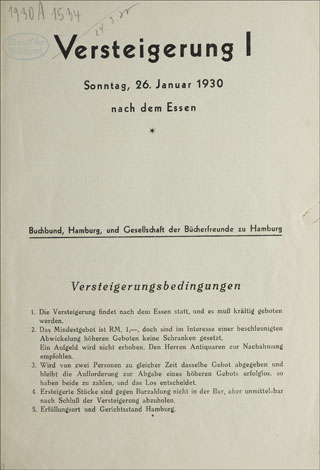 1930 A 1534
Versteigerung I
Sonntag, 26. Januar 1930
nach dem Essen
*
Buchbund, Hamburg, und Gesellschaft der Bücherfreunde zu Hamburg
Versteigerungsbedingungen
1. Die Versteigerung findet nach dem Essen statt, und es muß kräftig geboten
werden.
2. Das Mindestgebot ist RM. 1,—, doch sind im Interesse einer beschleunigten
Abwickelung höheren Geboten keine Schranken gesetzt.
Ein Aufgeld wird nicht erhoben. Den Herren Antiquaren zur Nachahmung
empfohlen.
3. Wird von zwei Personen zu gleicher Zeit dasselbe Gebot abgegeben und
bleibt die Aufforderung zur Abgabe eines höheren Gebots erfolglos, so
haben beide zu zahlen, und das Los entscheidet.
4. Ersteigerte Stücke sind gegen Barzahlung nicht in der Bar, aber unmittel-bar
nach Schluß der Versteigerung abzuholen.
5. Erfüllungsort und Gerichtsstand Hamburg.